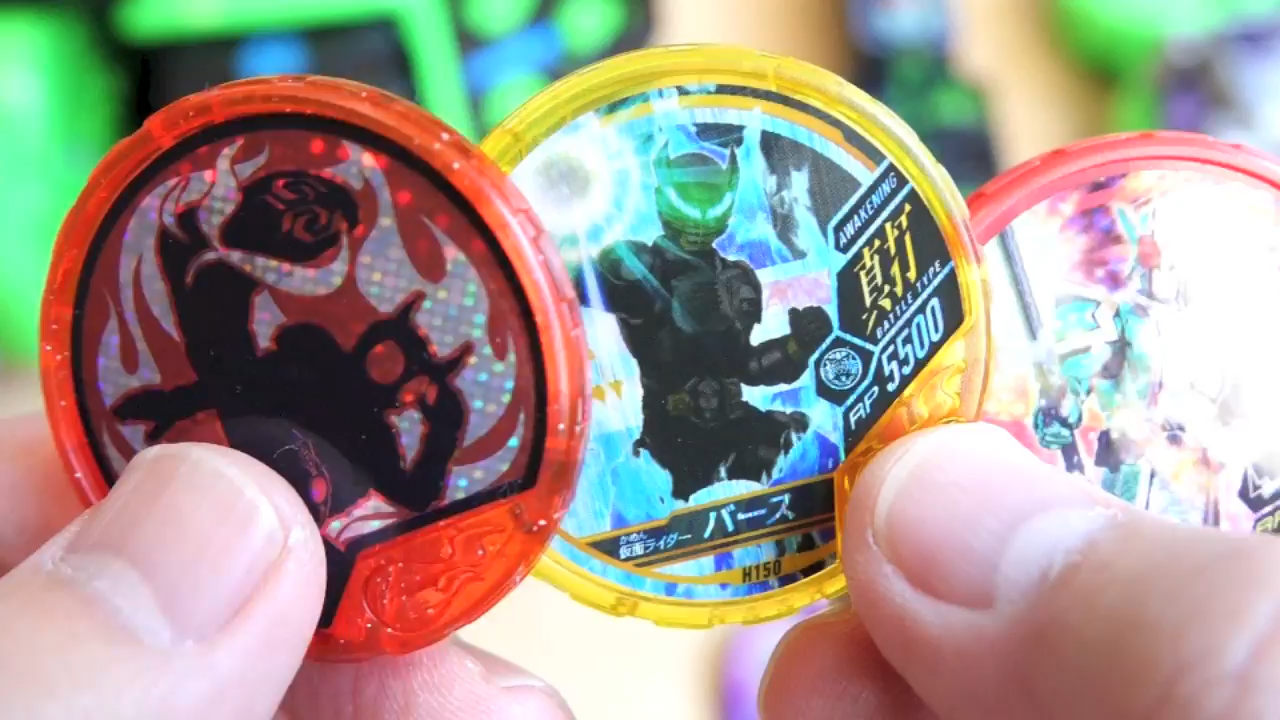 AWAKENING
真打
BATTLE TYPE
RP 5500
かめん
仮面ライダー バース
H150